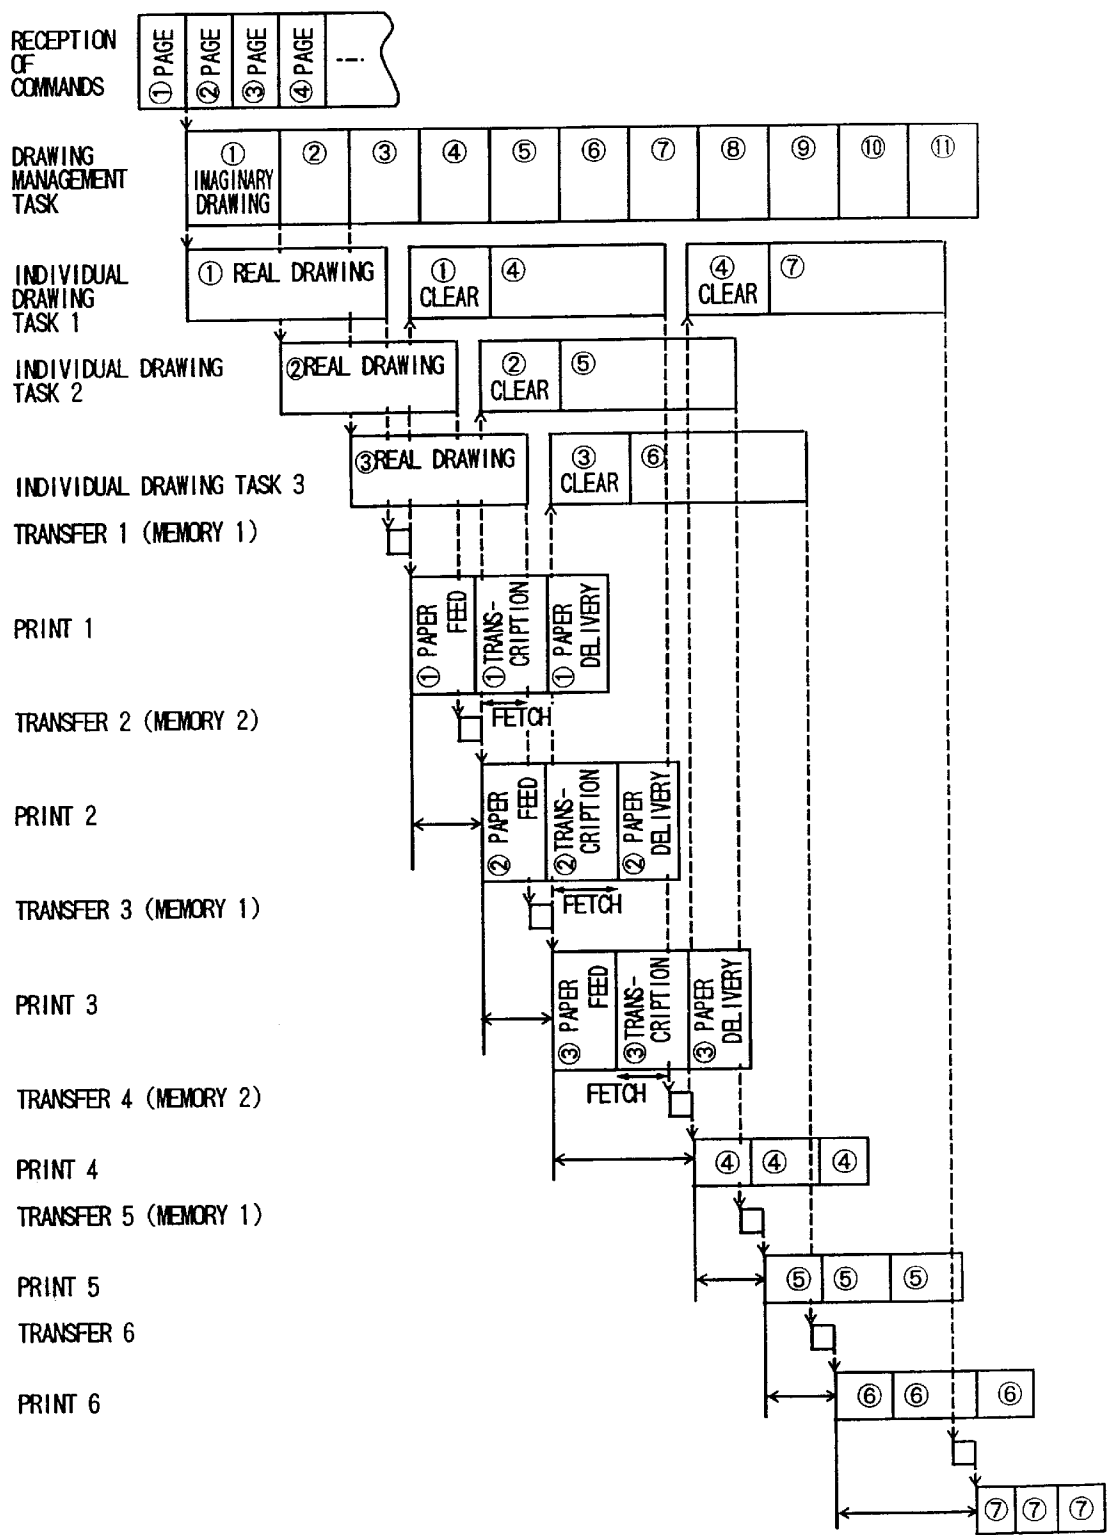 RECEPTION
OF
COMMANDS
① PAGE
② PAGE
③ PAGE
④ PAGE
DRAWING
MANAGEMENT
TASK
①
IMAGINARY
DRAWING
② ③ ④ ⑤ ⑥ ⑦ ⑧ ⑨ ⑩ ⑪
INDIVIDUAL
DRAWING
TASK 1
① REAL DRAWING
①
CLEAR
④
④
CLEAR
⑦
INDIVIDUAL DRAWING
TASK 2
②REAL DRAWING
②
CLEAR
⑤
INDIVIDUAL DRAWING TASK 3
③REAL DRAWING
③
CLEAR
⑥
TRANSFER 1 (MEMORY 1)
PRINT 1
① PAPER
FEED
①TRANS-
CRIPTION
① PAPER
DELIVERY
TRANSFER 2 (MEMORY 2)
FETCH
PRINT 2
② PAPER
FEED
②TRANS-
CRIPTION
② PAPER
DELIVERY
TRANSFER 3 (MEMORY 1)
FETCH
PRINT 3
③ PAPER
FEED
③TRANS-
CRIPTION
③ PAPER
DELIVERY
TRANSFER 4 (MEMORY 2)
FETCH
PRINT 4
④ ④ ④
TRANSFER 5 (MEMORY 1)
PRINT 5
⑤ ⑤ ⑤
TRANSFER 6
PRINT 6
⑥ ⑥ ⑥
⑦ ⑦ ⑦